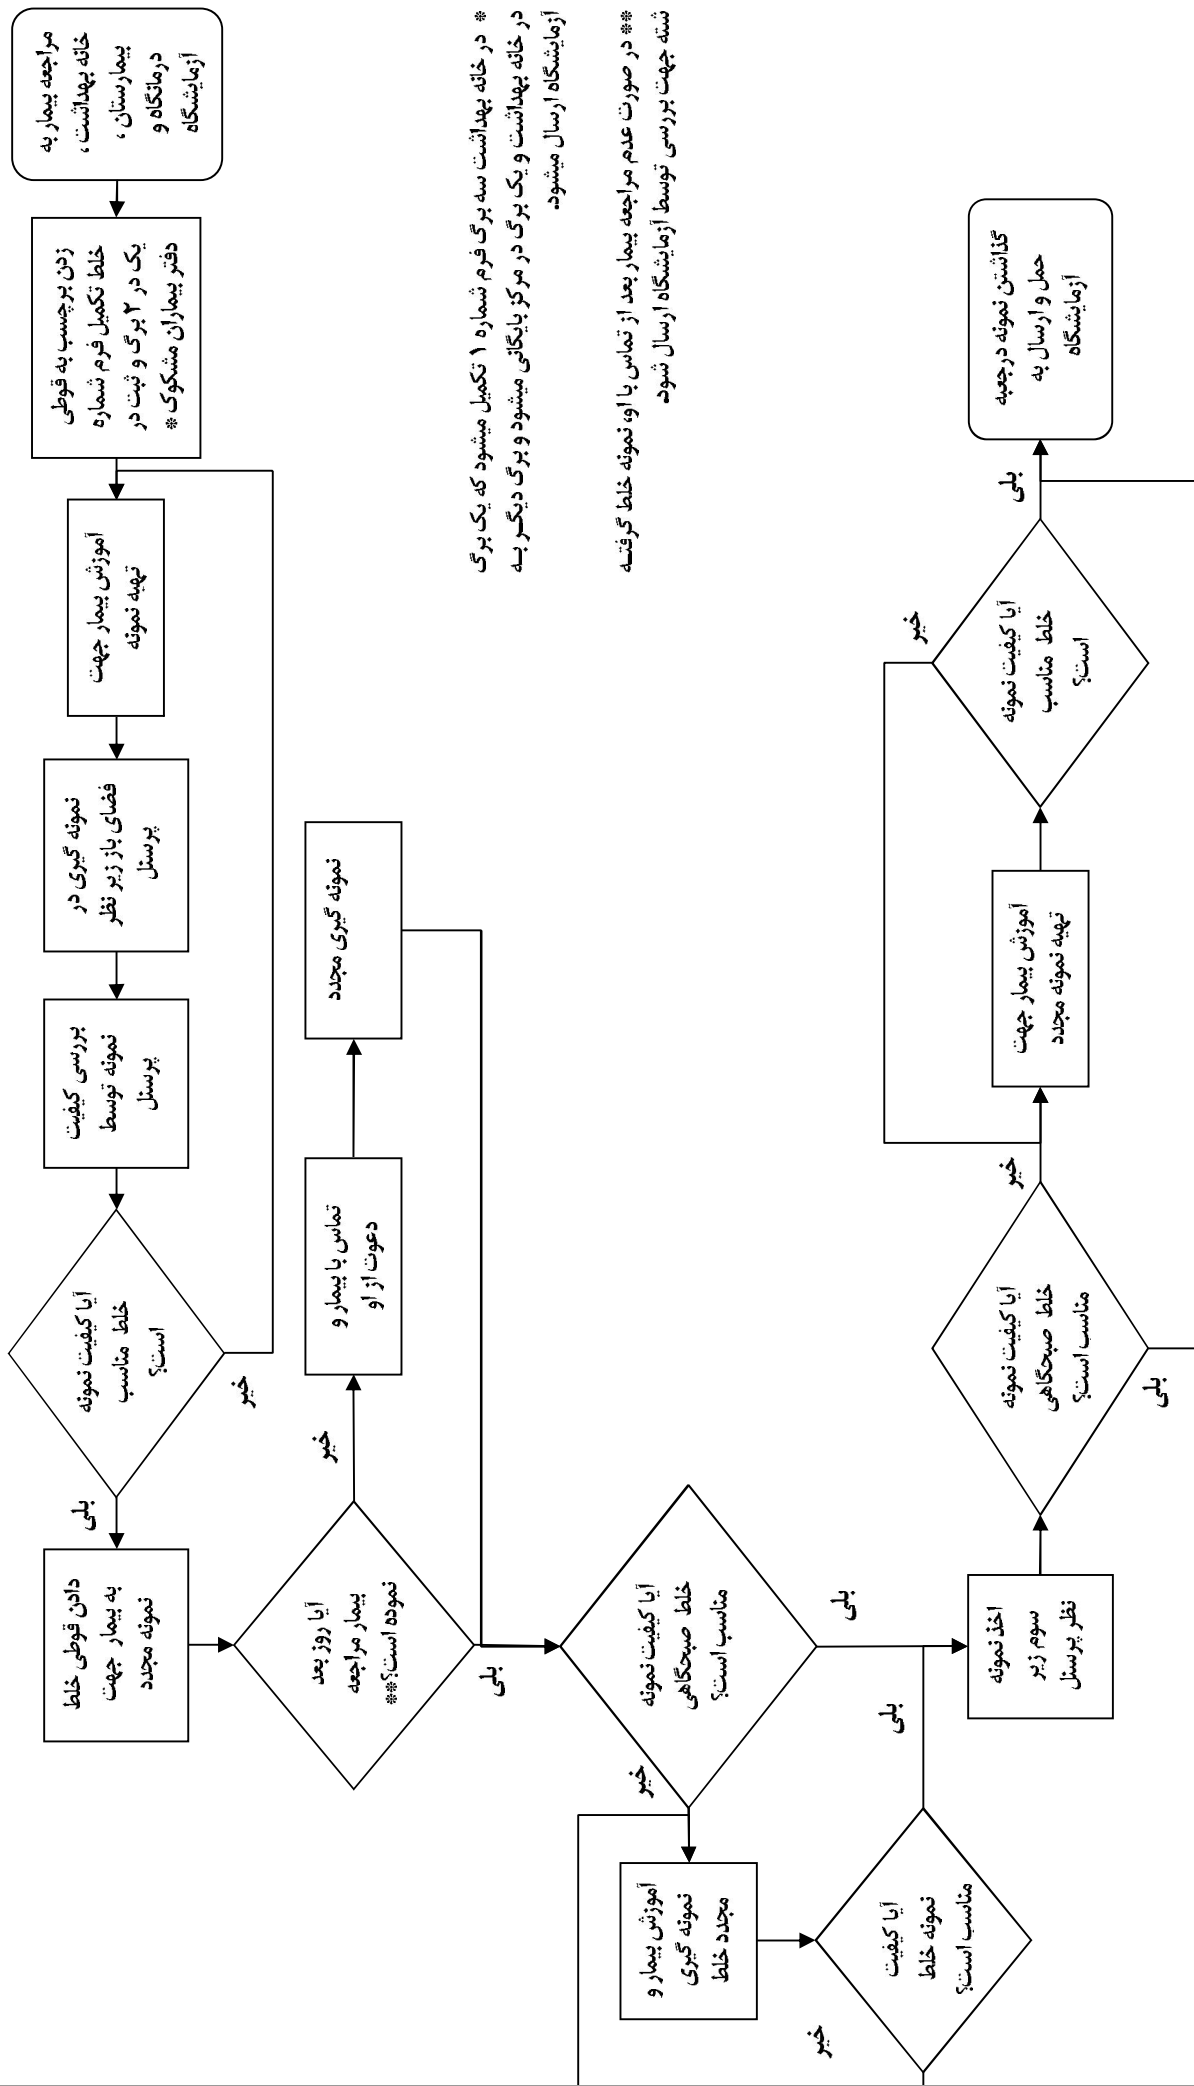 مراجعه بیمار به
خانه بهداشت،
بیمارستان ،
درمانگاه و
آزمایشگاه
زدن برچسب به قوطی
خلط تکمیل فرم شماره
یک در ۲ برگ و ثبت در
دفتر بیماران مشکوک *
آموزش بیمار جهت
تهیه نمونه
نمونه گیری در
فضای باز زیر نظر
پرسنل
بررسی کیفیت
نمونه توسط
پرسنل
آیا کیفیت نمونه
خلط مناسب
است؟
خیر
بلی
دادن قوطی خلط
به بیمار جهت
نمونه مجدد
آیا روز بعد
بیمار مراجعه
نموده است؟**
خیر
تماس با بیمار و
دعوت از او
نمونه گیری مجدد
بلی
آیا کیفیت نمونه
خلط صبحگاهی
مناسب است؟
خیر
بلی
آموزش بیمار و
نمونه گیری
مجدد خلط
آیا کیفیت
نمونه خلط
مناسب است؟
خیر
بلی
اخذ نمونه
سوم زیر
نظر پرسنل
آیا کیفیت نمونه
خلط صبحگاهی
مناسب است؟
بلی
خیر
آموزش بیمار جهت
تهیه نمونه مجدد
آیا کیفیت نمونه
خلط مناسب
است؟
خیر
بلی
گذاشتن نمونه درجعبه
حمل و ارسال به
آزمایشگاه
* در خانه بهداشت سه برگ فرم شماره ۱ تکمیل میشود که یک برگ
در خانه بهداشت و یک برگ در مرکز بایگانی میشود و برگ دیگر به
آزمایشگاه ارسال میشود.
** در صورت عدم مراجعه بیمار بعد از تماس با او، نمونه خلط گرفته
شته جهت بررسی توسط آزمایشگاه ارسال شود.